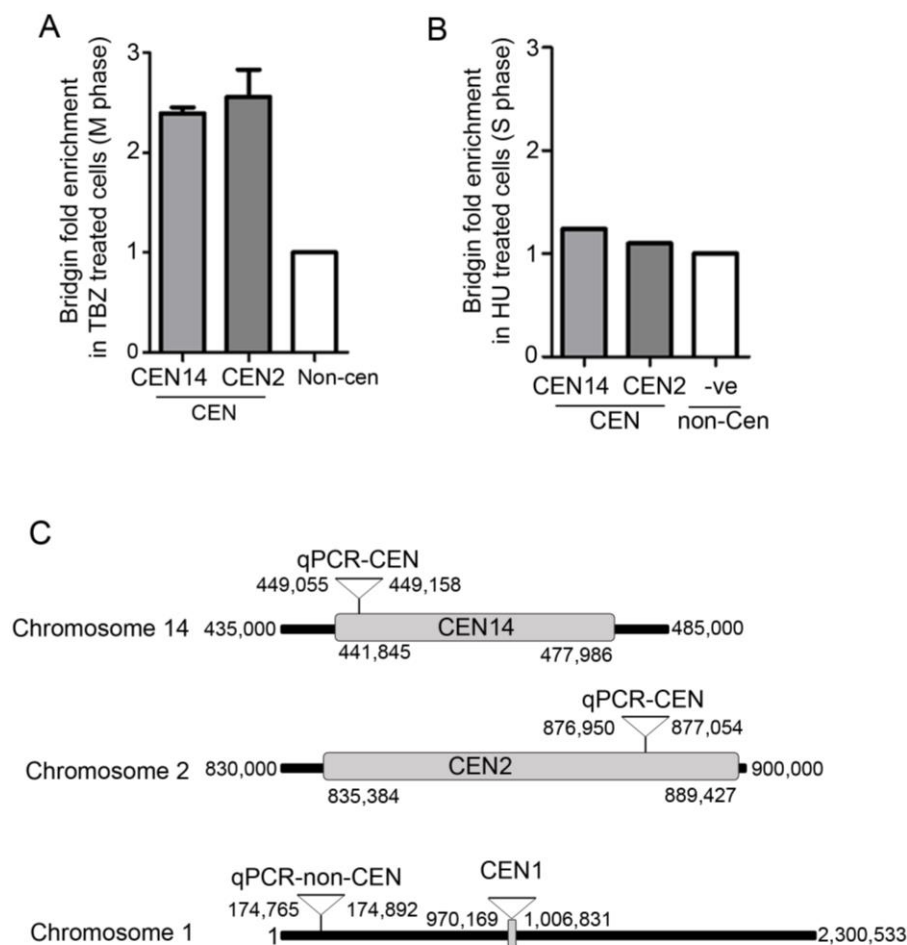 A
Bridgin fold enrichment
in TBZ treated cells (M phase)
3
2
1
0
CEN14 CEN2 Non-cen
CEN
B
Bridgin fold enrichment
in HU treated cells (S phase)
3
2
1
0
CEN14 CEN2 -ve
CEN non-Cen
C
qPCR-CEN
449,055 449,158
Chromosome 14 435,000 CEN14 485,000
441,845 477,986
qPCR-CEN
876,950 877,054
Chromosome 2 830,000 CEN2 900,000
835,384 889,427
qPCR-non-CEN CEN1
174,765 174,892 970,169 1,006,831
Chromosome 1 1 2,300,533